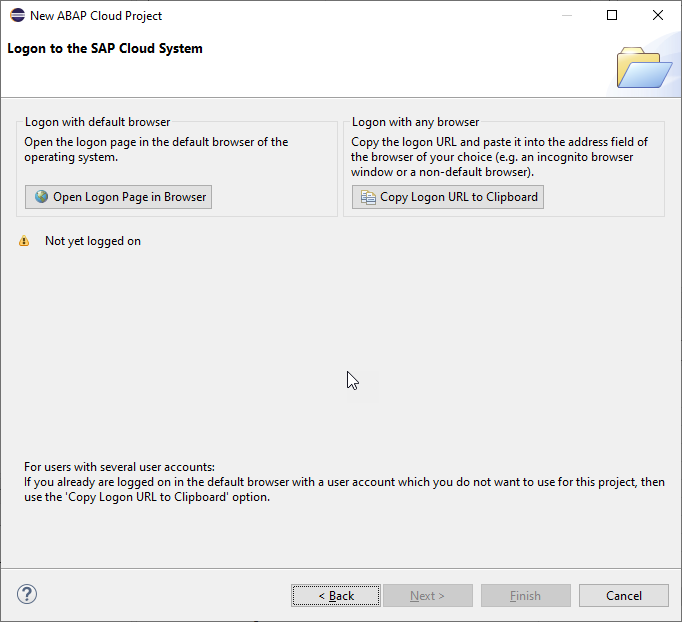 New ABAP Cloud Project
Logon to the SAP Cloud System
Logon with default browser
Open the logon page in the default browser of the
operating system.
Open Logon Page in Browser
Logon with any browser
Copy the logon URL and paste it into the address field of
the browser of your choice (e.g. an incognito browser
window or a non-default browser).
Copy Logon URL to Clipboard
Not yet logged on
For users with several user accounts:
If you already are logged on in the default browser with a user account which you do not want to use for this project, then
use the 'Copy Logon URL to Clipboard' option.
?
< Back
Next >
Finish
Cancel